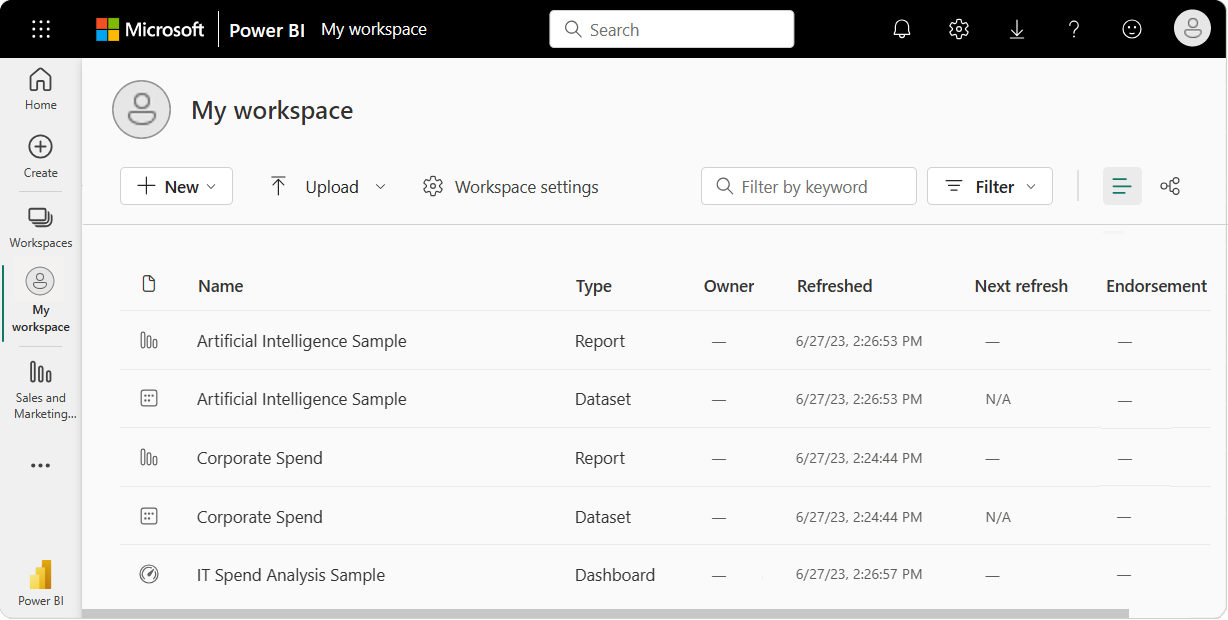 Microsoft Power BI My workspace Search ?
Home
Create
Workspaces
My
workspace
Sales and
Marketing...
Power BI
My workspace
New Upload Workspace settings Filter by keyword Filter
Name Type Owner Refreshed Next refresh Endorsement
Artificial Intelligence Sample Report — 6/27/23, 2:26:53 PM — —
Artificial Intelligence Sample Dataset — 6/27/23, 2:26:53 PM N/A —
Corporate Spend Report — 6/27/23, 2:24:44 PM — —
Corporate Spend Dataset — 6/27/23, 2:24:44 PM N/A —
IT Spend Analysis Sample Dashboard — 6/27/23, 2:26:57 PM — —